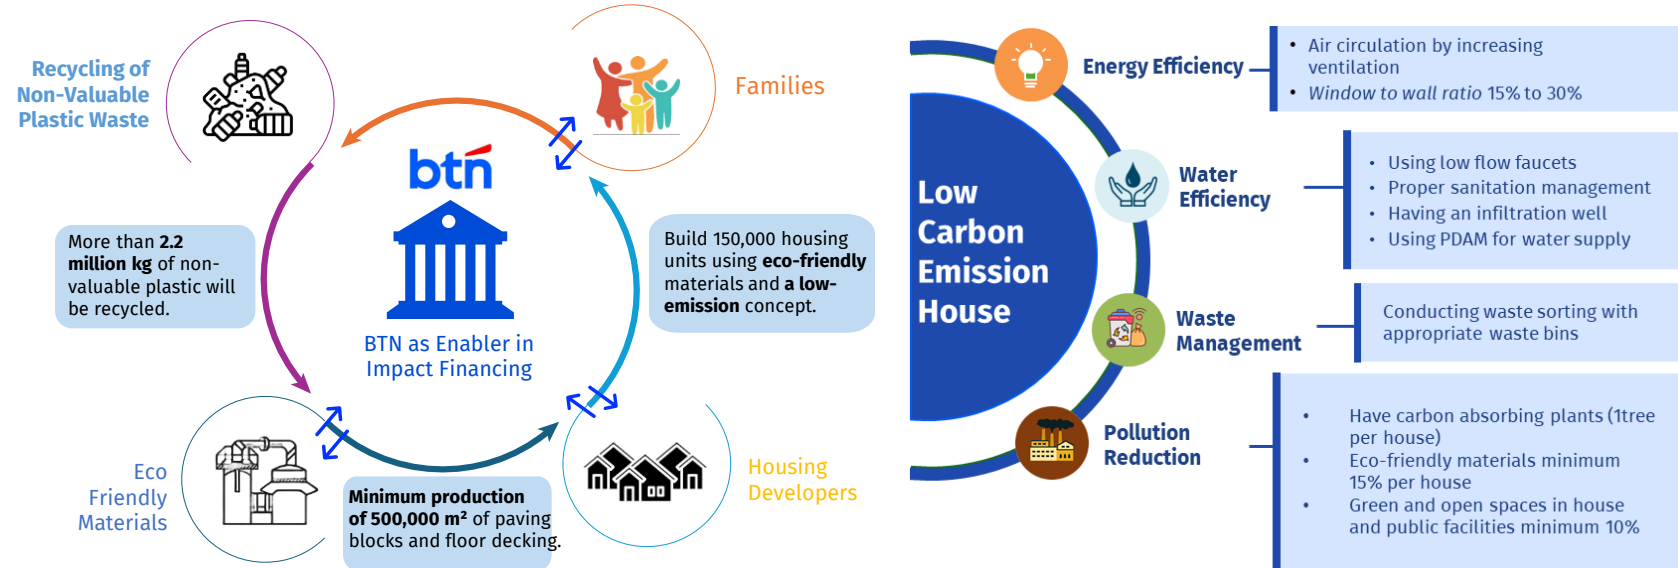 Recycling of
Non-Valuable
Plastic Waste
Families
btn
BTN as Enabler in
Impact Financing
More than 2.2
million kg of non-
valuable plastic will
be recycled.
Build 150,000 housing
units using eco-friendly
materials and a low-
emission concept.
Eco
Friendly
Materials
Minimum production
of 500,000 m² of paving
blocks and floor decking.
Housing
Developers
Low
Carbon
Emission
House
Energy Efficiency
• Air circulation by increasing
ventilation
• Window to wall ratio 15% to 30%
Water
Efficiency
• Using low flow faucets
• Proper sanitation management
• Having an infiltration well
• Using PDAM for water supply
Waste
Management
Conducting waste sorting with
appropriate waste bins
Pollution
Reduction
• Have carbon absorbing plants (1tree
per house)
• Eco-friendly materials minimum
15% per house
• Green and open spaces in house
and public facilities minimum 10%